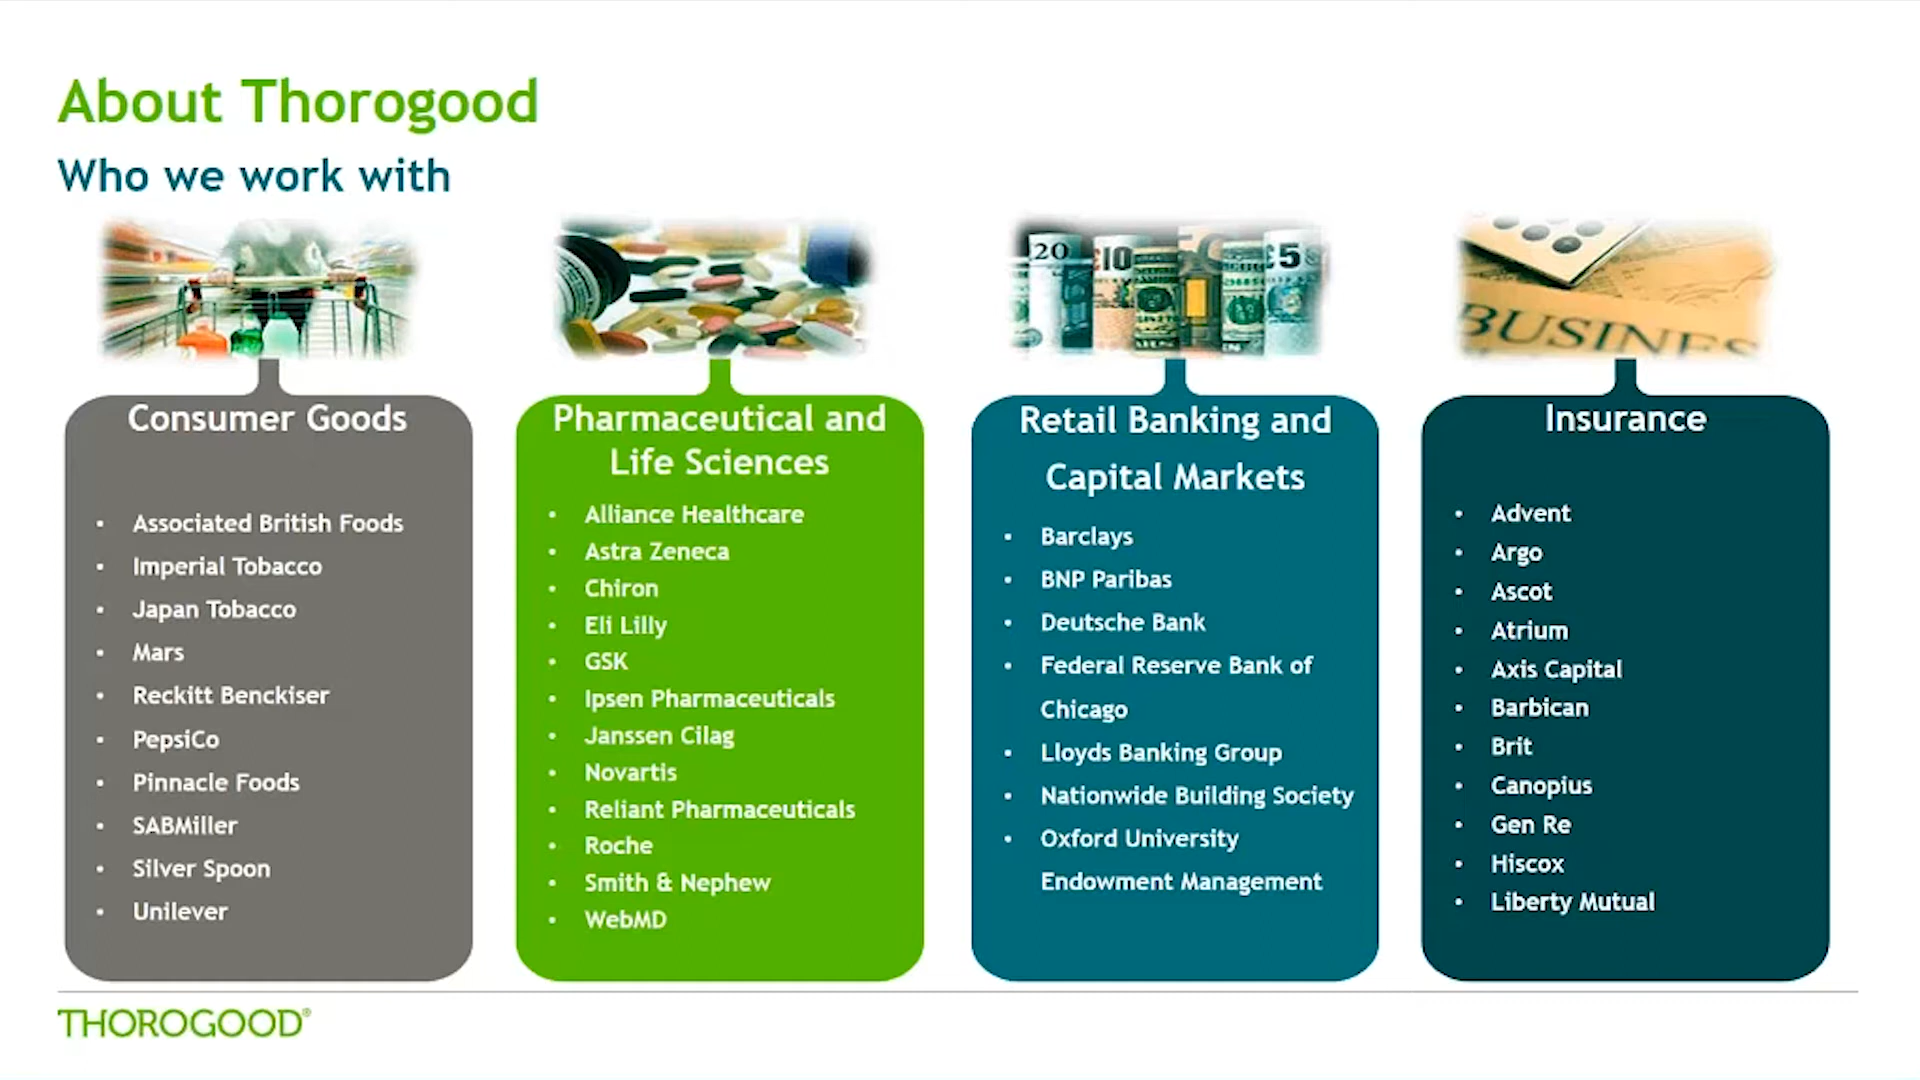 About Thorogood
Who we work with
20
£10
£5
BUSINES
Consumer Goods
• Associated British Foods
• Imperial Tobacco
• Japan Tobacco
• Mars
• Reckitt Benckiser
• PepsiCo
• Pinnacle Foods
• SABMiller
• Silver Spoon
• Unilever
Pharmaceutical and
Life Sciences
• Alliance Healthcare
• Astra Zeneca
• Chiron
• Eli Lilly
• GSK
• Ipsen Pharmaceuticals
• Janssen Cilag
• Novartis
• Reliant Pharmaceuticals
• Roche
• Smith & Nephew
• WebMD
Retail Banking and
Capital Markets
• Barclays
• BNP Paribas
• Deutsche Bank
• Federal Reserve Bank of
Chicago
• Lloyds Banking Group
• Nationwide Building Society
• Oxford University
Endowment Management
Insurance
• Advent
• Argo
• Ascot
• Atrium
• Axis Capital
• Barbican
• Brit
• Canopius
• Gen Re
• Hiscox
• Liberty Mutual
THOROGOOD®